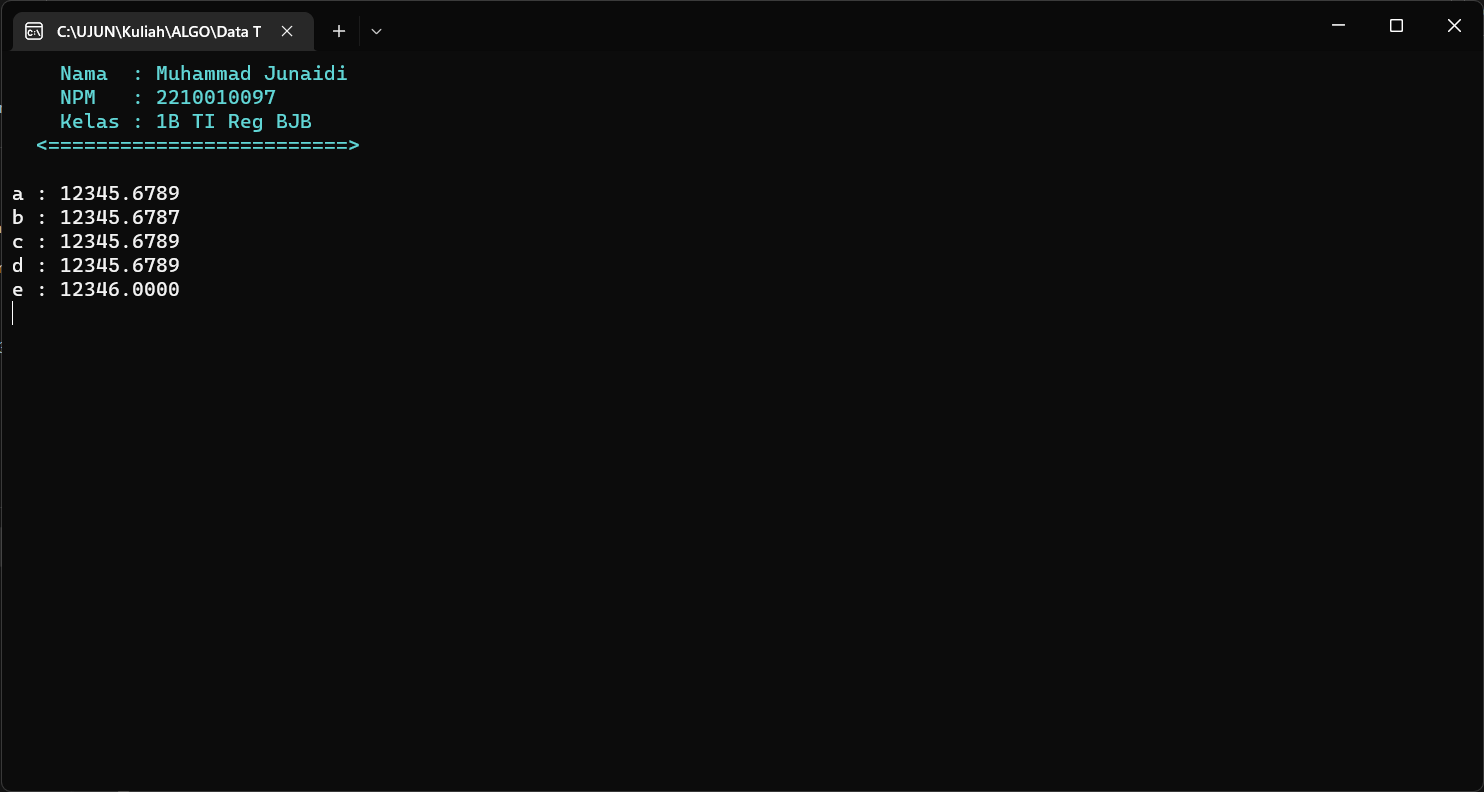 C:\UJUN\Kuliah\ALGO\Data T
Nama  : Muhammad Junaidi
NPM   : 2210010097
Kelas : 1B TI Reg BJB
<=========================>
a : 12345.6789
b : 12345.6787
c : 12345.6789
d : 12345.6789
e : 12346.0000